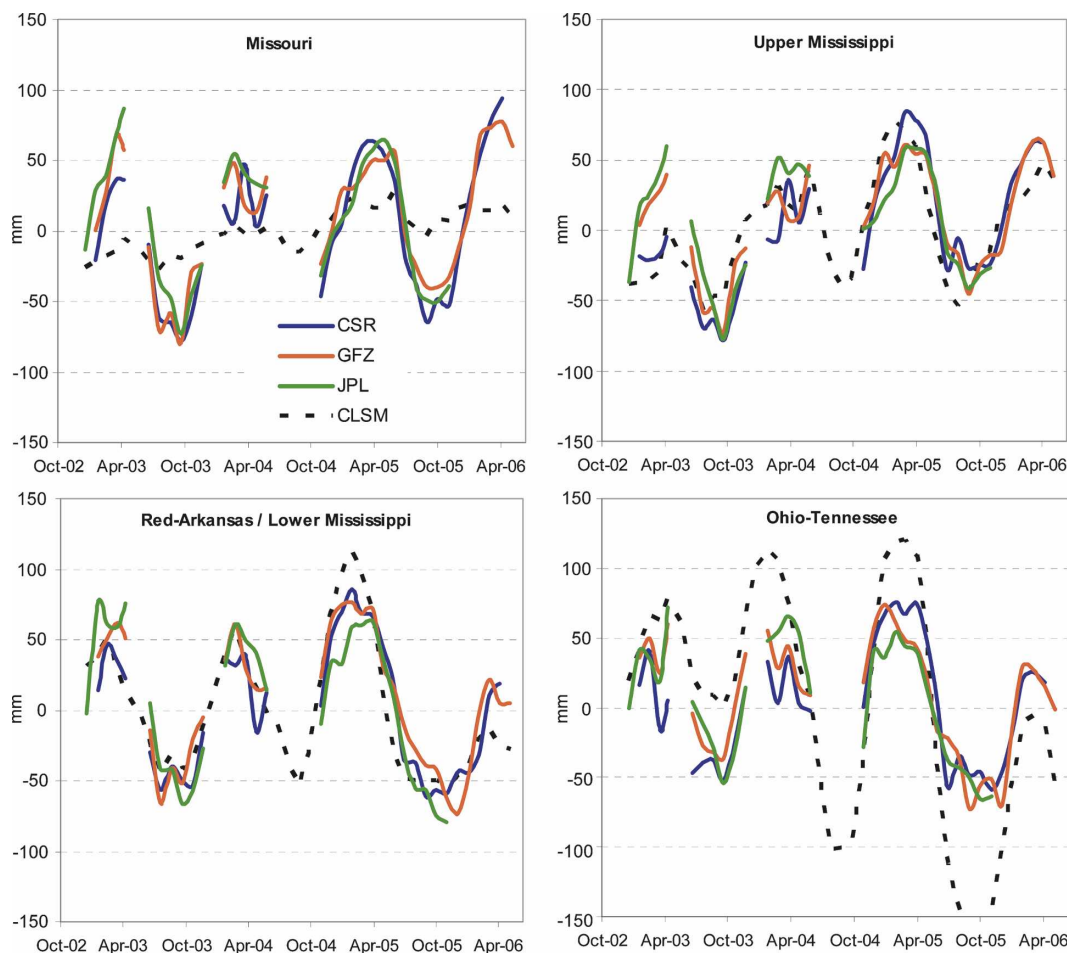 Missouri
150
100
50
0
-50
-100
-150
mm
CSR
GFZ
JPL
CLSM
Oct-02 Apr-03 Oct-03 Apr-04 Oct-04 Apr-05 Oct-05 Apr-06
Upper Mississippi
150
100
50
0
-50
-100
-150
mm
Oct-02 Apr-03 Oct-03 Apr-04 Oct-04 Apr-05 Oct-05 Apr-06
Red-Arkansas / Lower Mississippi
150
100
50
0
-50
-100
-150
mm
Oct-02 Apr-03 Oct-03 Apr-04 Oct-04 Apr-05 Oct-05 Apr-06
Ohio-Tennessee
150
100
50
0
-50
-100
-150
mm
Oct-02 Apr-03 Oct-03 Apr-04 Oct-04 Apr-05 Oct-05 Apr-06